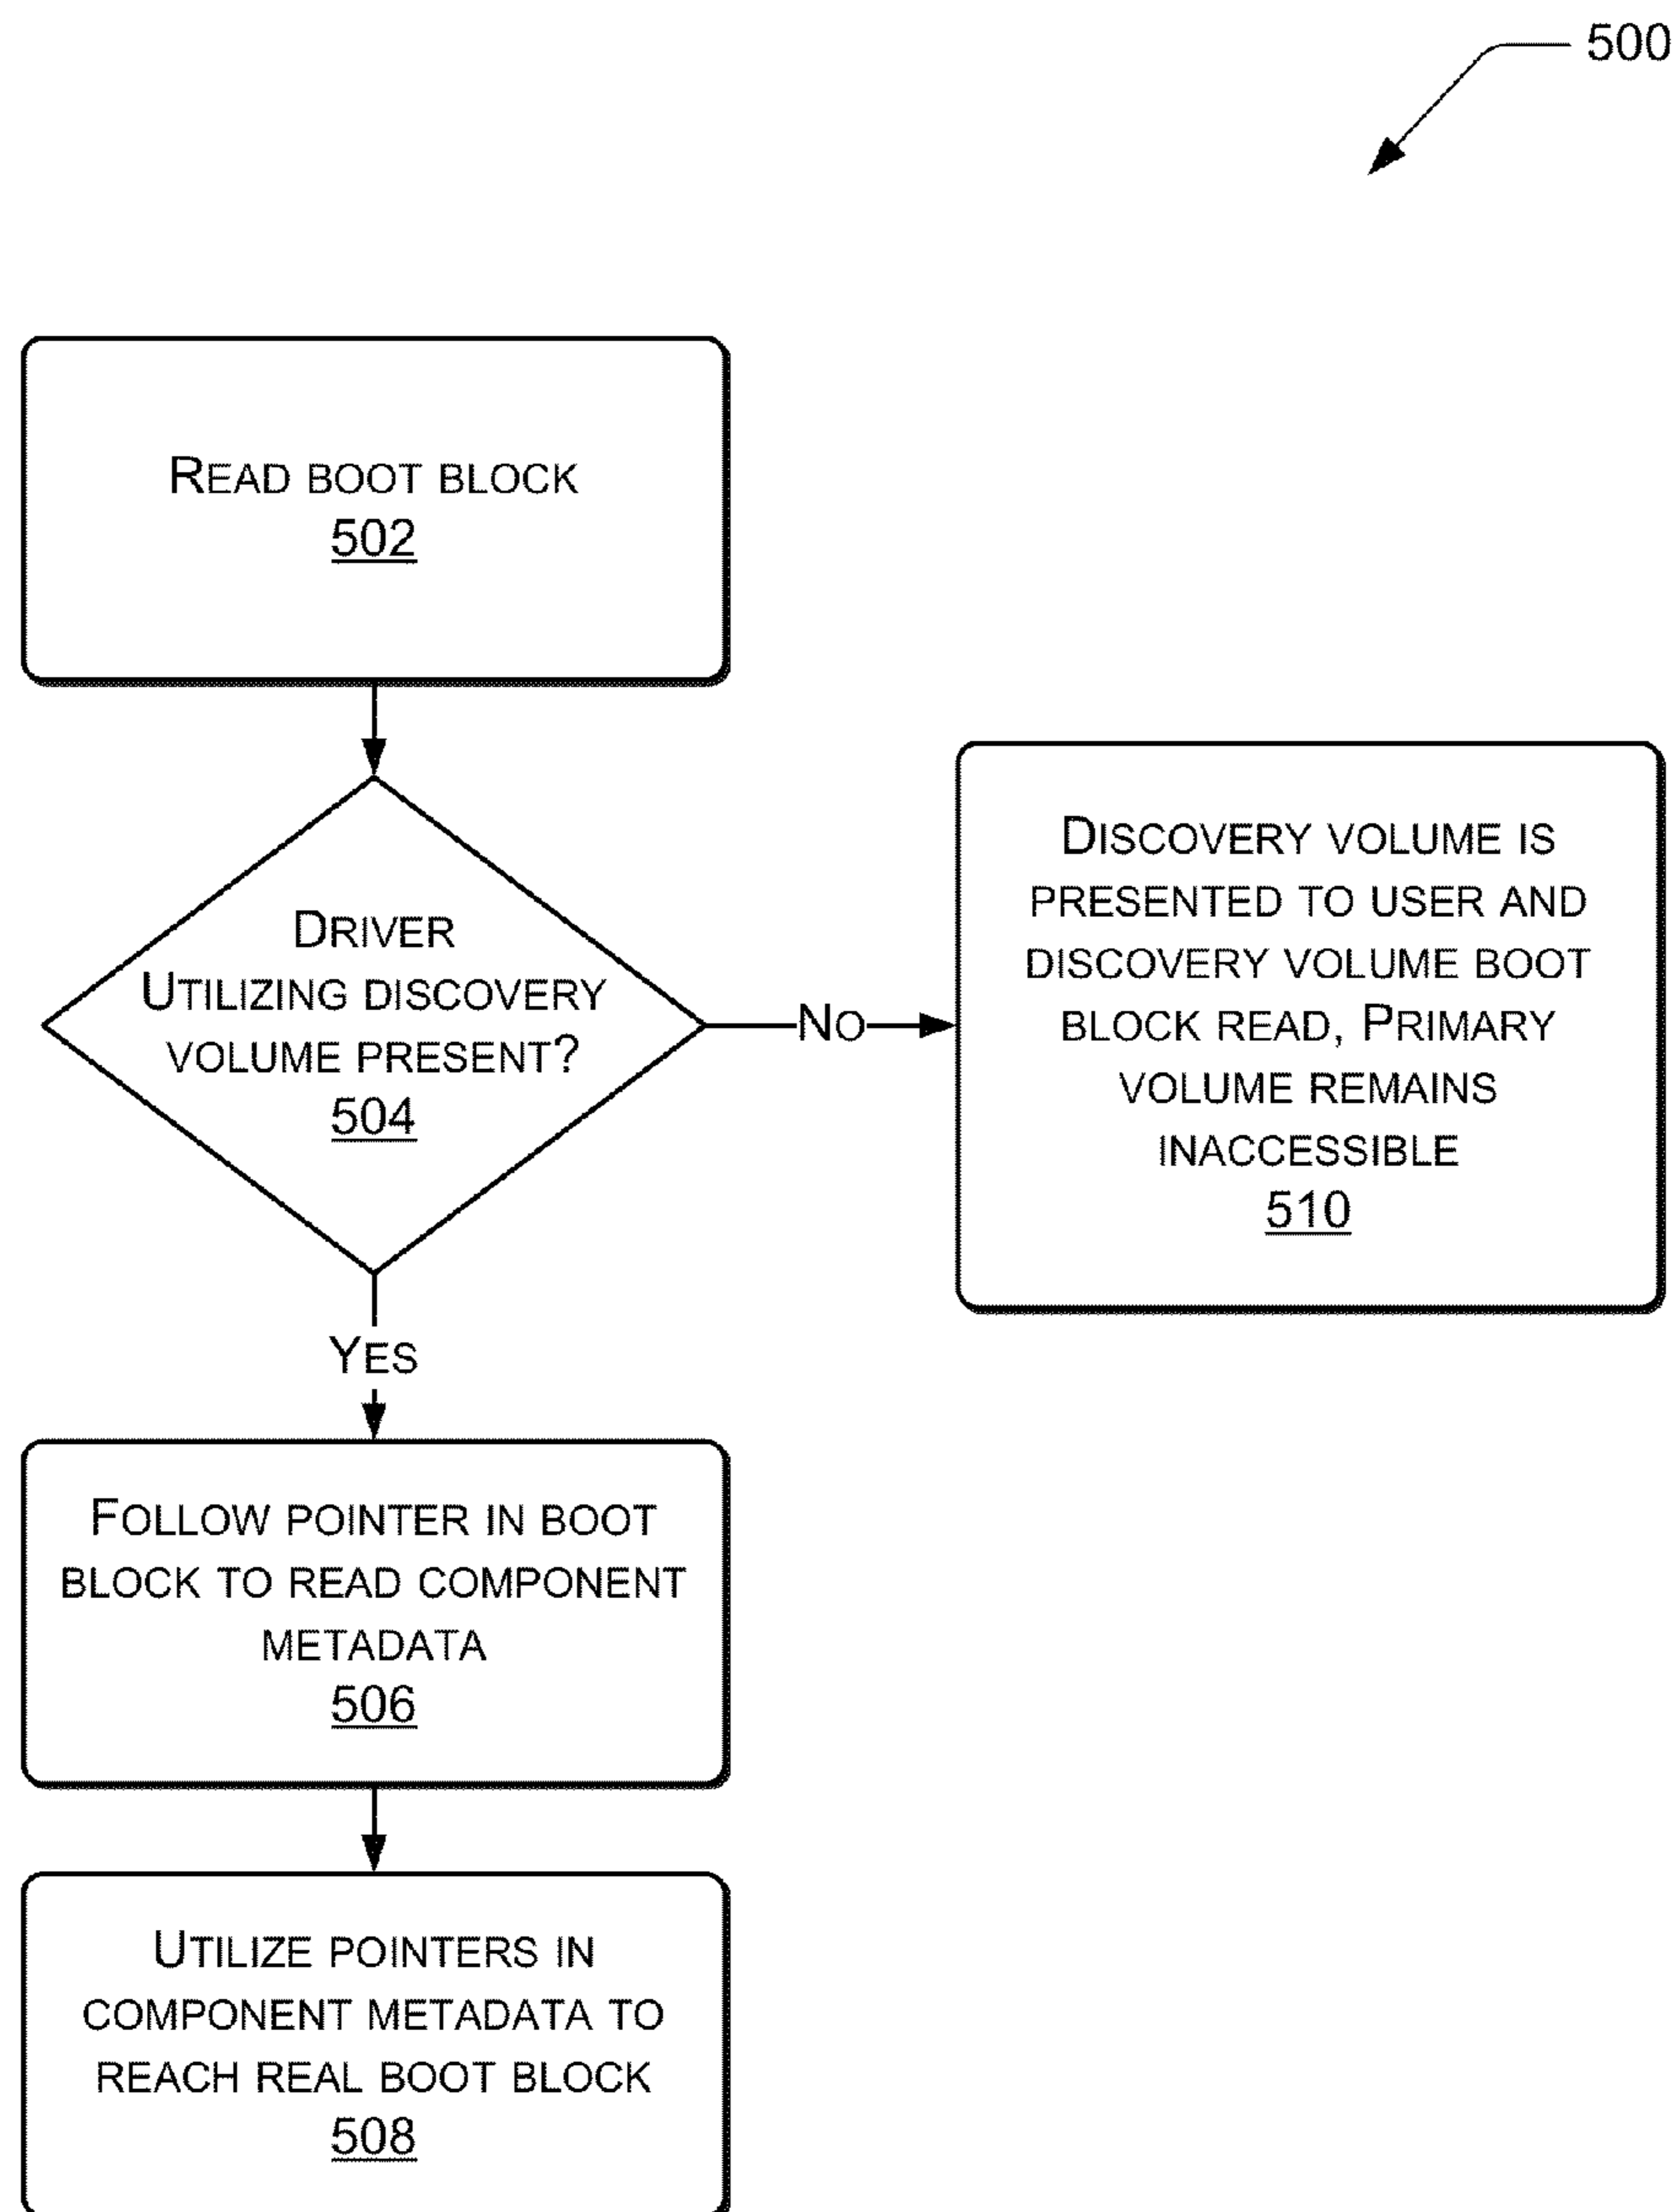 500
READ BOOT BLOCK
502
DRIVER
UTILIZING DISCOVERY
VOLUME PRESENT?
504
NO
DISCOVERY VOLUME IS
PRESENTED TO USER AND
DISCOVERY VOLUME BOOT
BLOCK READ, PRIMARY
VOLUME REMAINS
INACCESSIBLE
510
YES
FOLLOW POINTER IN BOOT
BLOCK TO READ COMPONENT
METADATA
506
UTILIZE POINTERS IN
COMPONENT METADATA TO
REACH REAL BOOT BLOCK
508